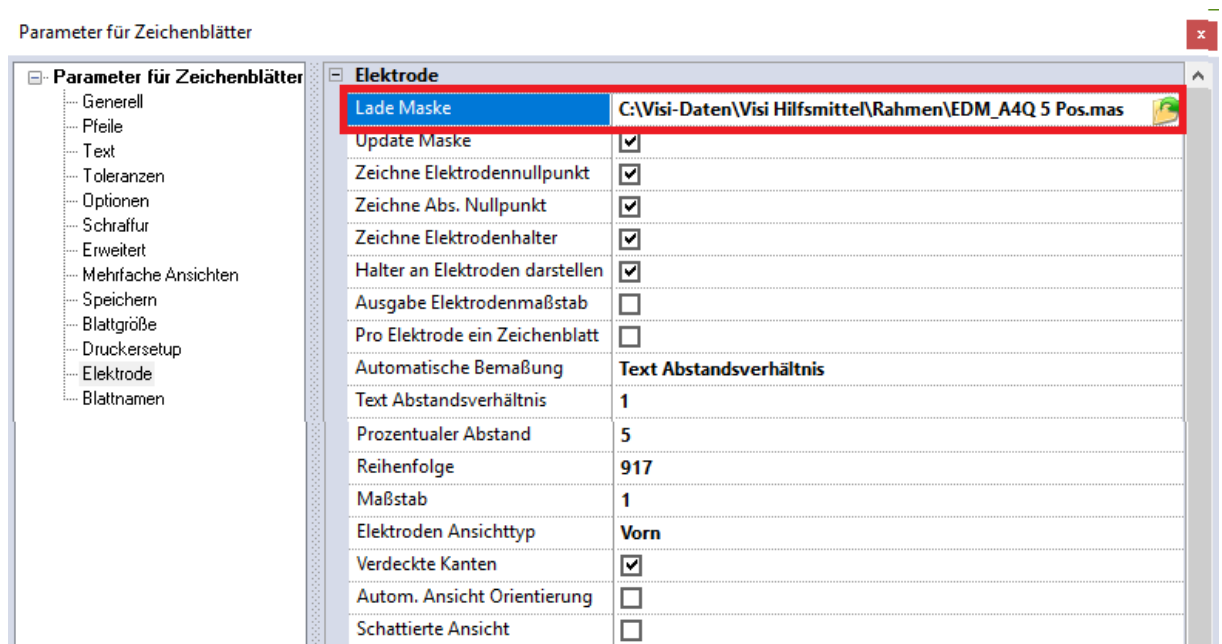 Parameter für Zeichenblätter
x
Parameter für Zeichenblätter
Generell
Pfeile
Text
Toleranzen
Optionen
Schraffur
Erweitert
Mehrfache Ansichten
Speichern
Blattgröße
Druckersetup
Elektrode
Blattnamen
Elektrode
Lade Maske C:\Visi-Daten\Visi Hilfsmittel\Rahmen\EDM_A4Q 5 Pos.mas
Update Maske
Zeichne Elektrodennullpunkt
Zeichne Abs. Nullpunkt
Zeichne Elektrodenhalter
Halter an Elektroden darstellen
Ausgabe Elektrodenmaßstab
Pro Elektrode ein Zeichenblatt
Automatische Bemaßung Text Abstandsverhältnis
Text Abstandsverhältnis 1
Prozentualer Abstand 5
Reihenfolge 917
Maßstab 1
Elektroden Ansichttyp Vorn
Verdeckte Kanten
Autom. Ansicht Orientierung
Schattierte Ansicht